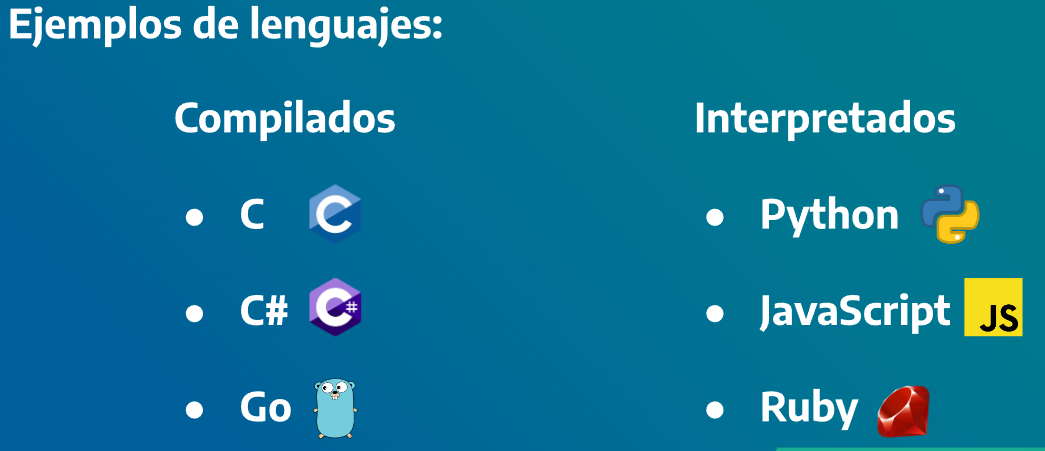 Ejemplos de lenguajes:
Compilados
● C C
● C# C#
● Go
Interpretados
● Python
● JavaScript JS
● Ruby